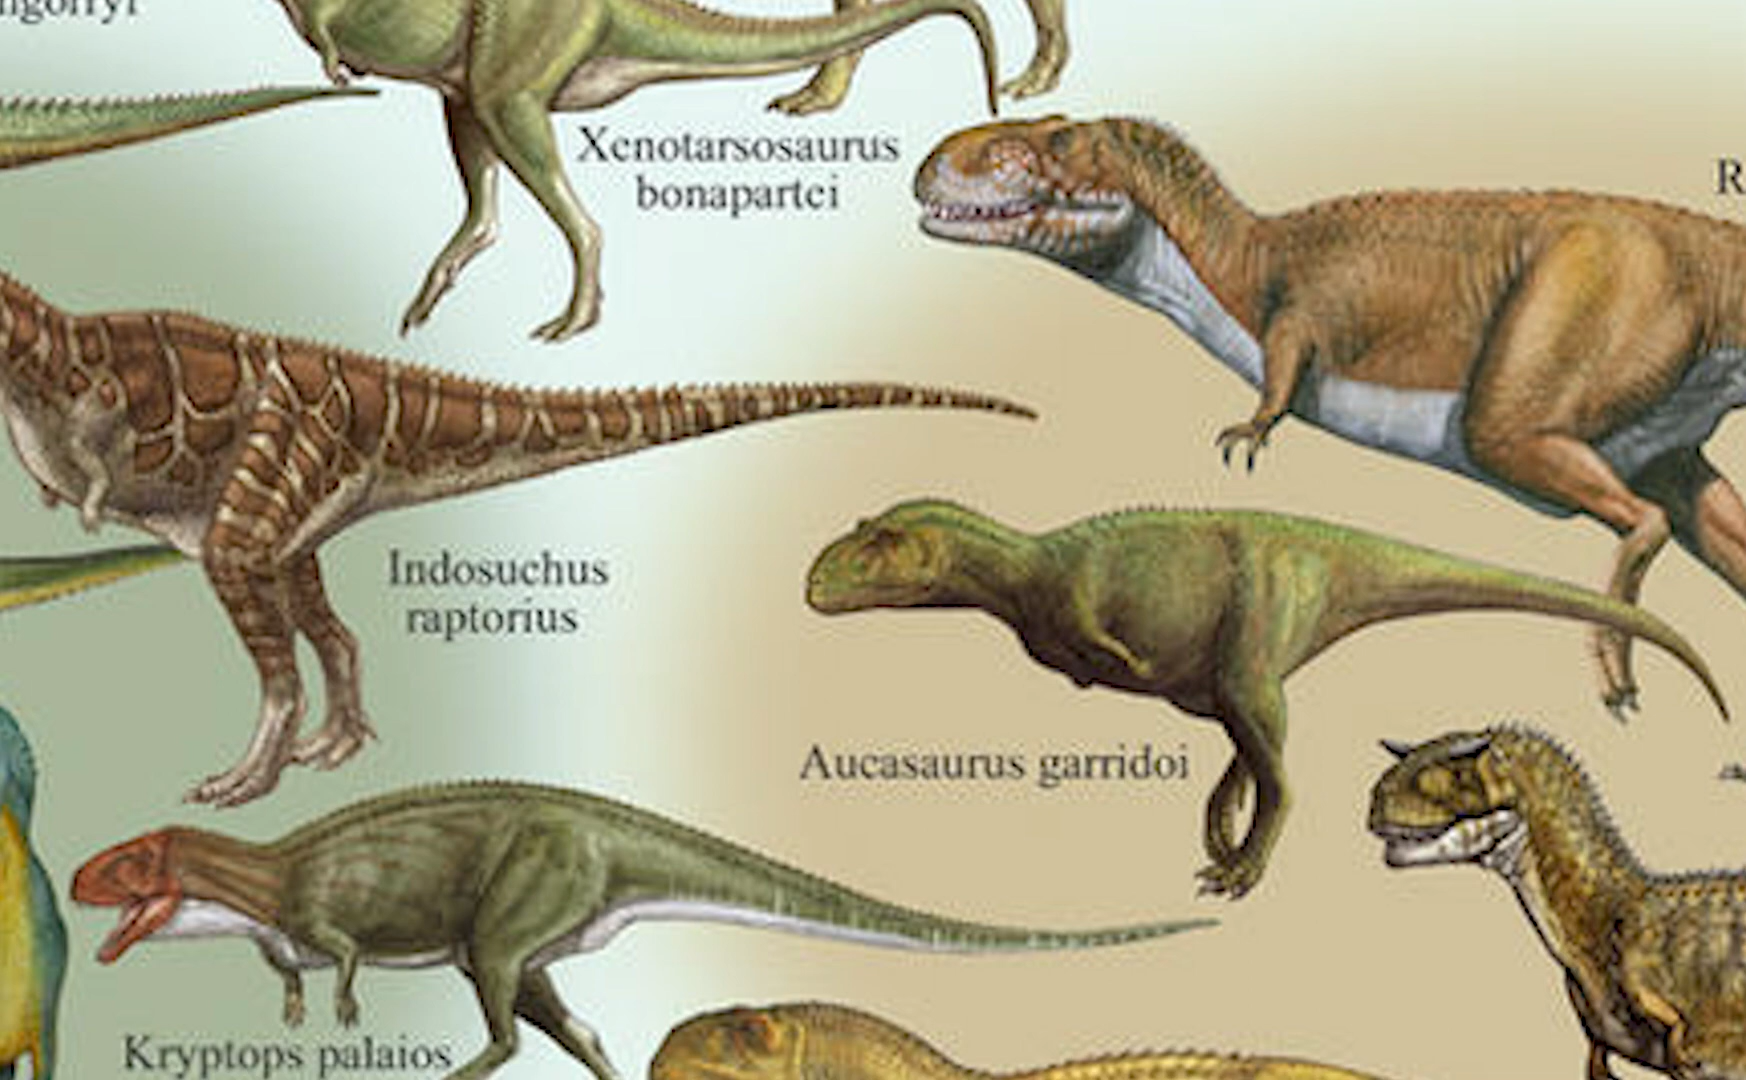 Xenotarsosaurus
bonapartei
Indosuchus
raptorius
Aucasaurus garridoi
Kryptops palaios